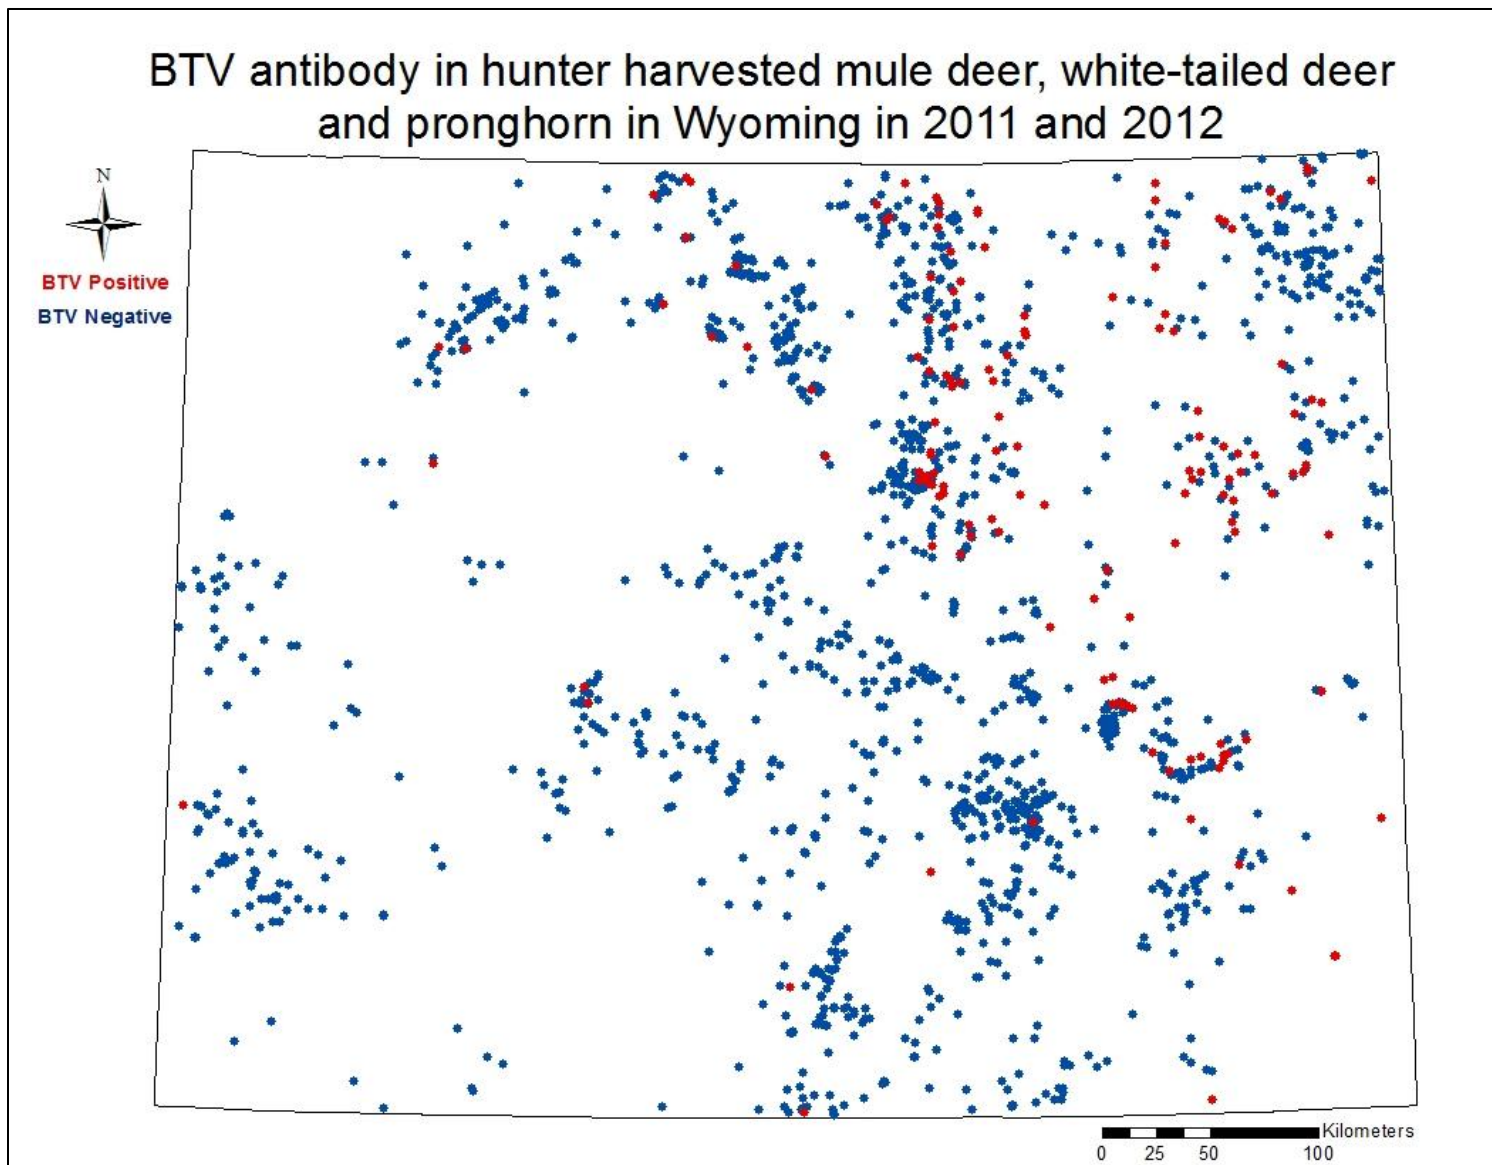 BTV antibody in hunter harvested mule deer, white-tailed deer
and pronghorn in Wyoming in 2011 and 2012
N
BTV Positive
BTV Negative
Kilometers
0 25 50 100